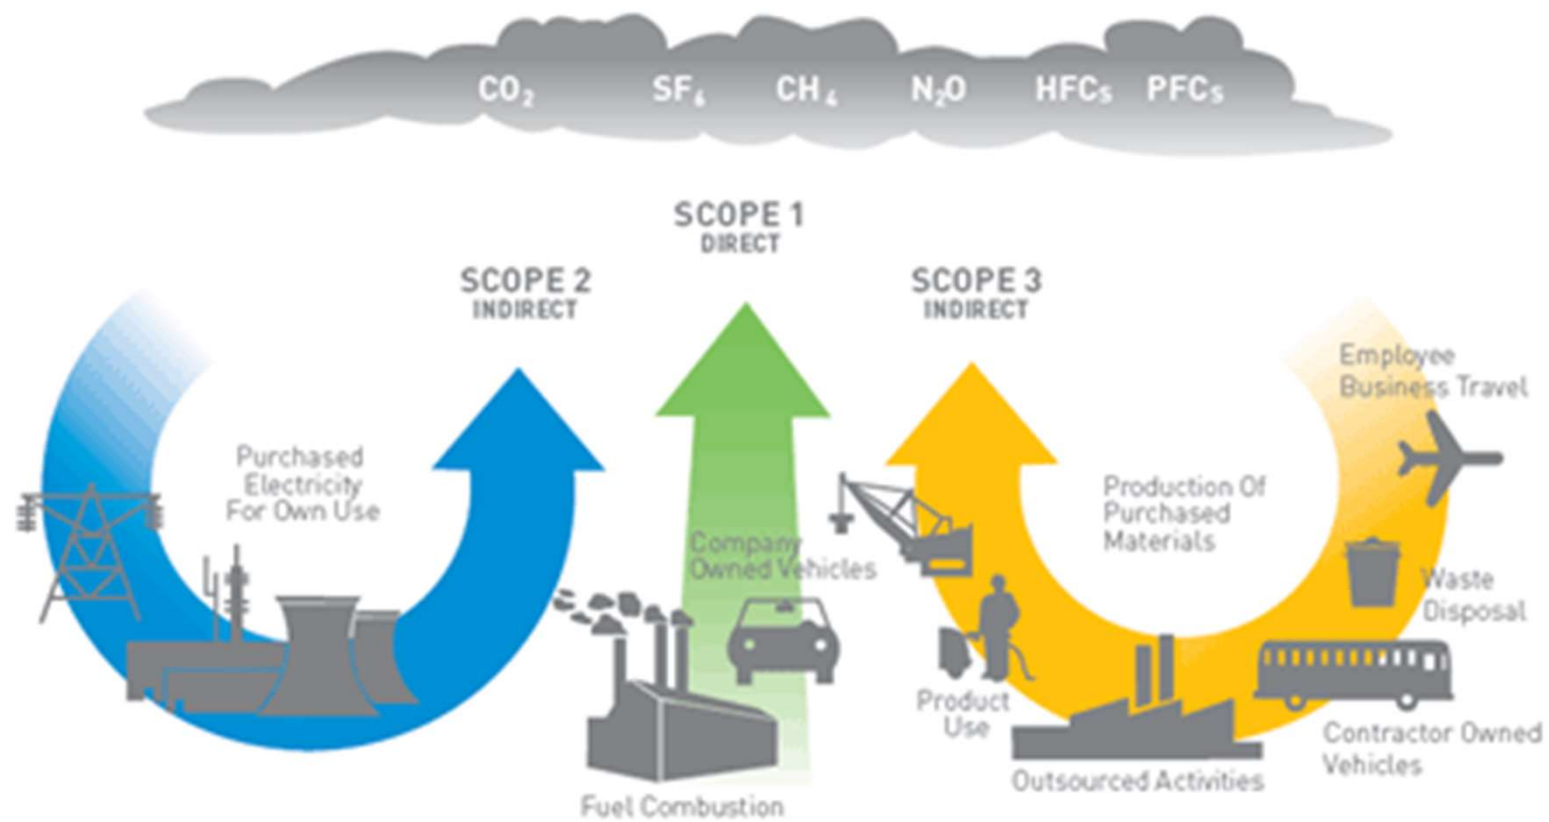 CO₂ SF₆ CH₄ N₂O HFCs PFCs
SCOPE 1
DIRECT
SCOPE 2
INDIRECT
SCOPE 3
INDIRECT
Purchased
Electricity
For Own Use
Company
Owned Vehicles
Fuel Combustion
Production Of
Purchased
Materials
Employee
Business Travel
Waste
Disposal
Contractor Owned
Vehicles
Outsourced Activities
Product
Use